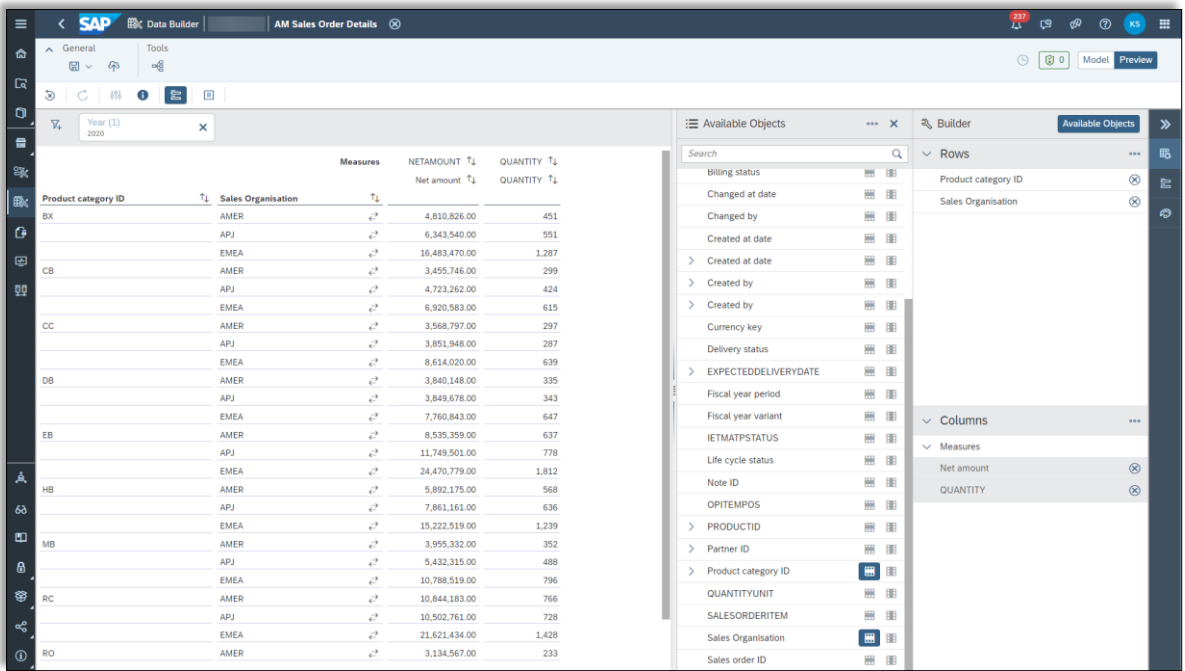 SAP Data Builder AM Sales Order Details 237 KS
General Tools
0 Model Preview
Year (1)
2020
Available Objects
Search
Billing status
Changed at date
Changed by
Created at date
Created at date
Created by
Created by
Currency key
Delivery status
EXPECTEDDELIVERYDATE
Fiscal year period
Fiscal year variant
IETMATPSTATUS
Life cycle status
Note ID
OPITEMPOS
PRODUCTID
Partner ID
Product category ID
QUANTITYUNIT
SALESORDERITEM
Sales Organisation
Sales order ID
Builder Available Objects
Rows
Product category ID
Sales Organisation
Columns
Measures
Net amount
QUANTITY
Measures NETAMOUNT QUANTITY
Net amount QUANTITY
Product category ID Sales Organisation
BX AMER 4,810,826.00 451
APJ 6,343,540.00 551
EMEA 16,483,470.00 1,287
CB AMER 3,455,746.00 299
APJ 4,723,262.00 424
EMEA 6,920,583.00 615
CC AMER 3,568,797.00 297
APJ 3,851,948.00 287
EMEA 8,614,020.00 639
DB AMER 3,840,148.00 335
APJ 3,849,678.00 343
EMEA 7,760,843.00 647
EB AMER 8,535,359.00 637
APJ 11,749,501.00 778
EMEA 24,470,779.00 1,812
HB AMER 5,892,175.00 568
APJ 7,861,161.00 636
EMEA 15,222,519.00 1,239
MB AMER 3,955,332.00 352
APJ 5,432,315.00 488
EMEA 10,788,519.00 796
RC AMER 10,844,183.00 766
APJ 10,502,761.00 728
EMEA 21,621,434.00 1,428
RO AMER 3,134,567.00 233